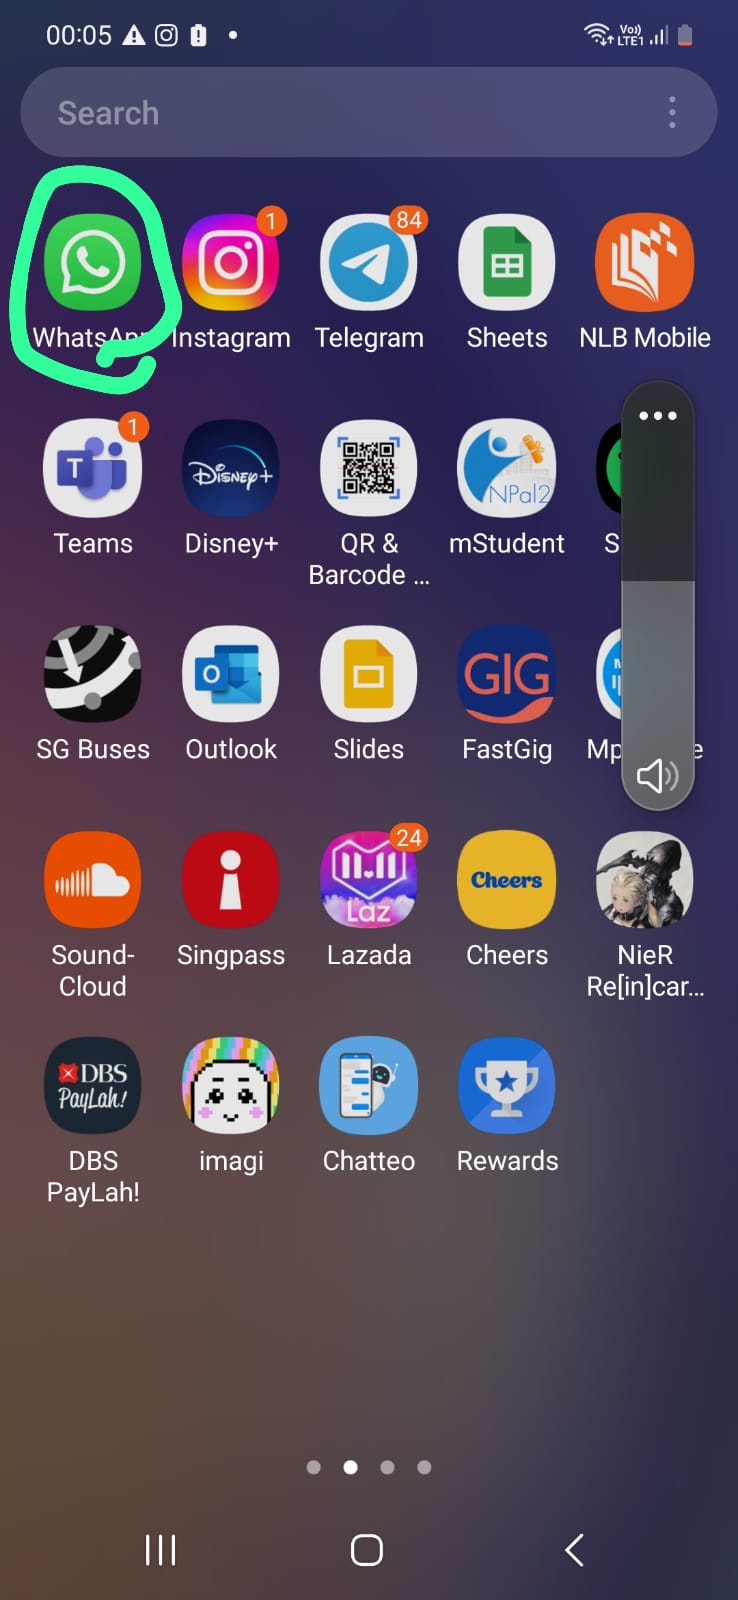 00:05
Vo))
LTE1
Search
1
84
WhatsApp
Instagram
Telegram
Sheets
NLB Mobile
1
T
Disney+
NPal2
Teams
Disney+
QR &
Barcode ...
mStudent
S
O
GIG
SG Buses
Outlook
Slides
FastGig
Mp
e
24
11.11
Laz
Cheers
Sound-
Cloud
Singpass
Lazada
Cheers
NieR
Re[in]car...
DBS
PayLah!
DBS
PayLah!
imagi
Chatteo
Rewards